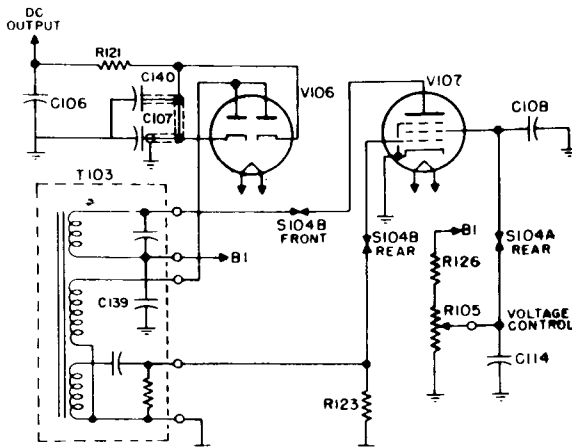 DC
OUTPUT
R121
C140
V106
V107
C106
C107
C108
T103
S104B
FRONT
B1
S104B
REAR
B1
S104A
REAR
R126
C139
R105
VOLTAGE
CONTROL
C114
R123